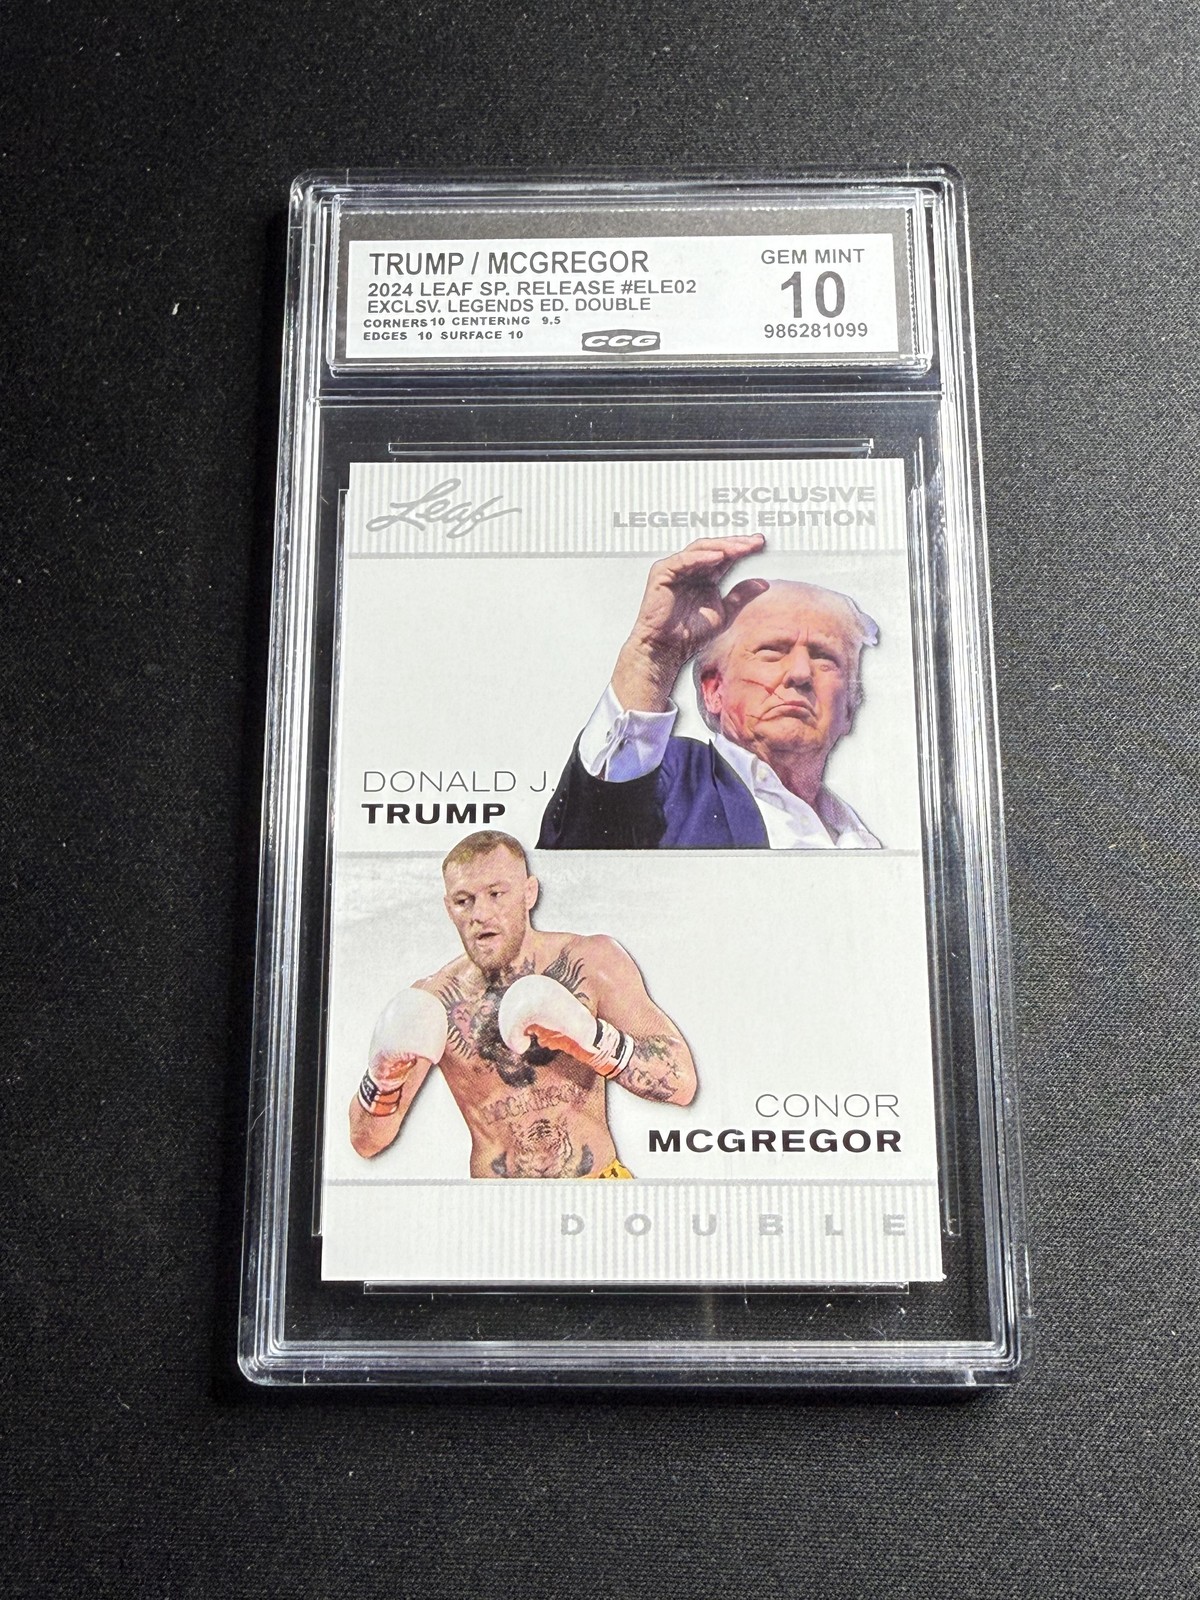 TRUMP / MCGREGOR
2024 LEAF SP. RELEASE #ELE02
EXCLSV. LEGENDS ED. DOUBLE
CORNERS 10 CENTERING 9.5
EDGES 10 SURFACE 10
CCG
GEM MINT
10
986281099
Leaf
EXCLUSIVE
LEGENDS EDITION
DONALD J.
TRUMP
MCGREGOR
CONOR
MCGREGOR
DOUBLE